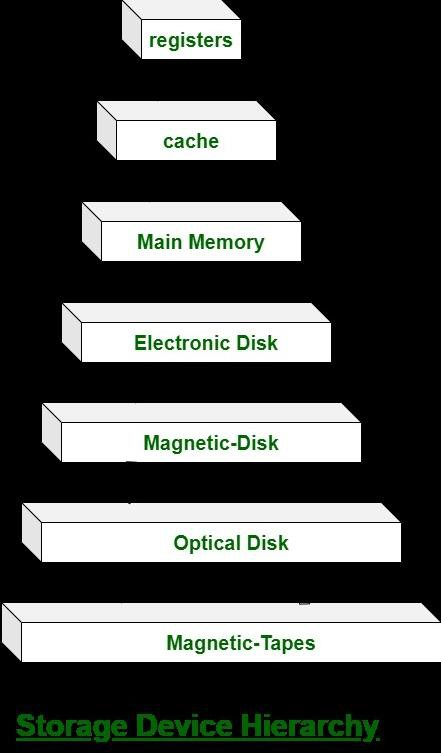 registers
cache
Main Memory
Electronic Disk
Magnetic-Disk
Optical Disk
Magnetic-Tapes
Storage Device Hierarchy